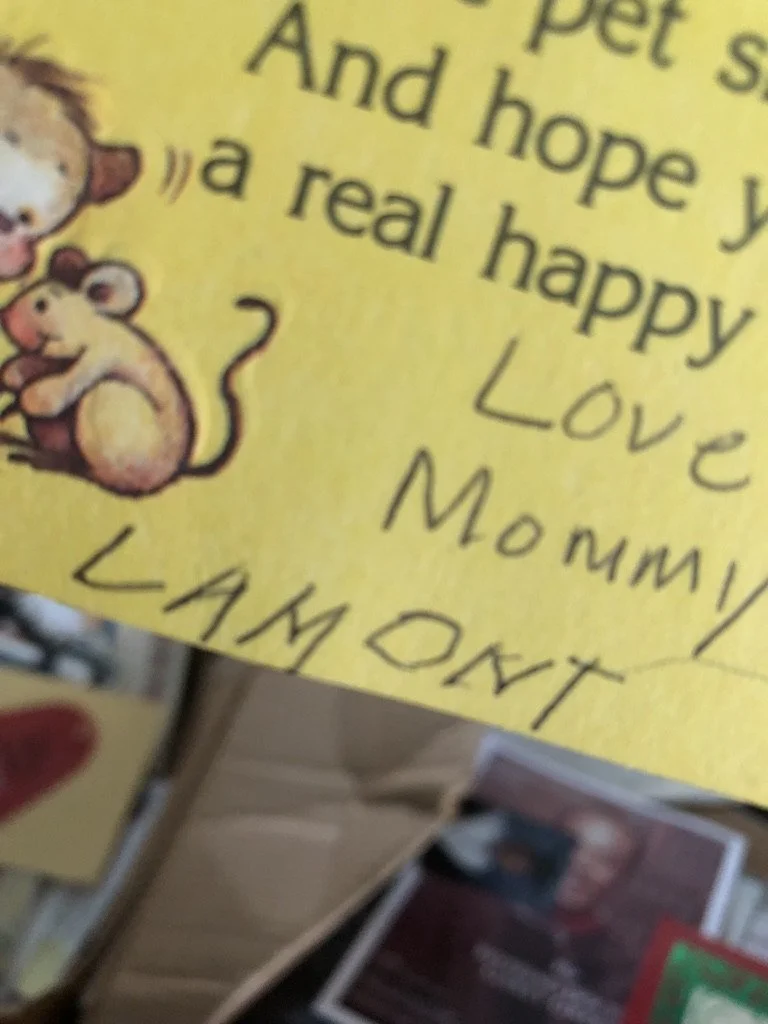 pet
And hope
a real happy
Love
Mommy
LAMONT